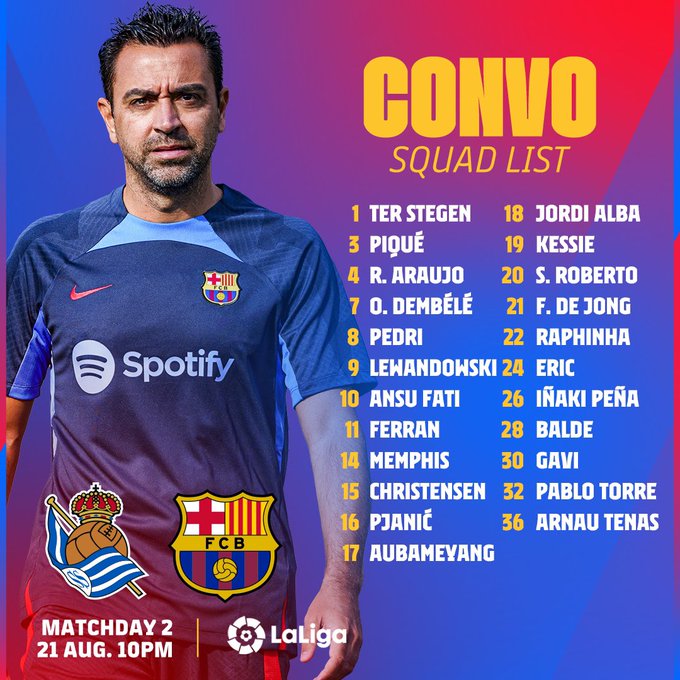 CONVO
SQUAD LIST
1 TER STEGEN
3 PIQUÉ
4 R. ARAUJO
7 O. DEMBÉLÉ
8 PEDRI
9 LEWANDOWSKI
10 ANSU FATI
11 FERRAN
14 MEMPHIS
15 CHRISTENSEN
16 PJANIĆ
17 AUBAMEYANG
18 JORDI ALBA
19 KESSIE
20 S. ROBERTO
21 F. DE JONG
22 RAPHINHA
24 ERIC
26 IÑAKI PEÑA
28 BALDE
30 GAVI
32 PABLO TORRE
36 ARNAU TENAS
FCB
Spotify
FCB
MATCHDAY 2
21 AUG. 10PM
LaLiga